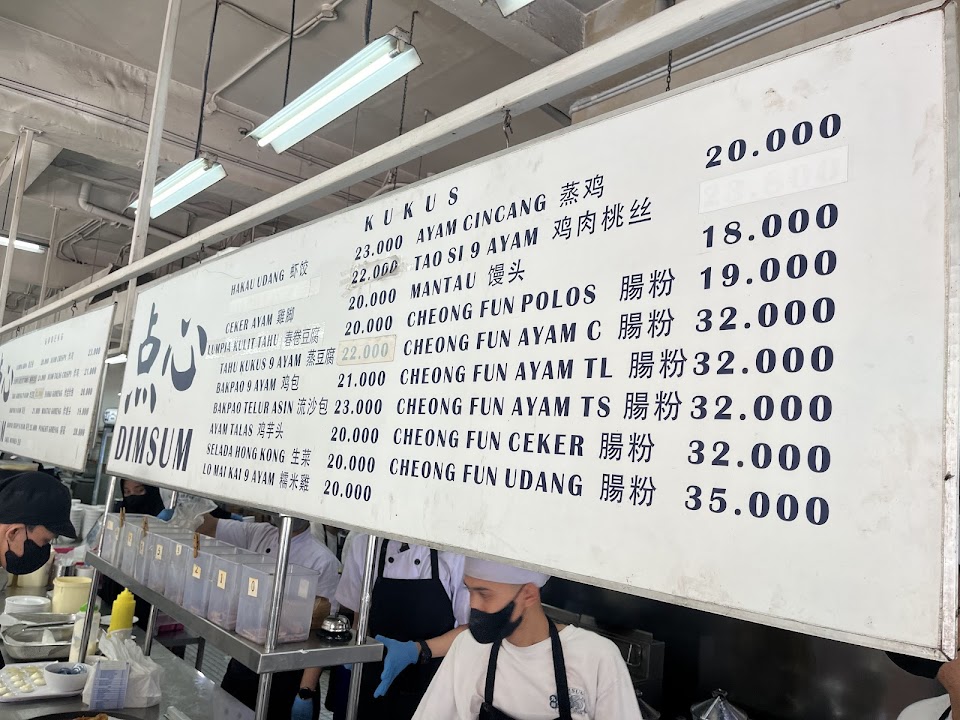 点心
DIMSUM
KUKUS
HAKAU UDANG 虾饺 23.000
22.000
CEKER AYAM 雞脚 20.000
LUMPIA KULIT TAHU 春卷豆腐 20.000
TAHU KUKUS 9 AYAM 蒸豆腐 22.000
BAKPAO 9 AYAM 鸡包 21.000
BAKPAO TELUR ASIN 流沙包 23.000
AYAM TALAS 鸡芋头 20.000
SELADA HONG KONG 生菜 20.000
LO MAI KAI 9 AYAM 糯米雞 20.000
AYAM CINCANG 蒸鸡 20.000
TAO SI 9 AYAM 鸡肉桃丝
MANTAU 馒头 18.000
CHEONG FUN POLOS 腸粉 19.000
CHEONG FUN AYAM C 腸粉 32.000
CHEONG FUN AYAM TL 腸粉 32.000
CHEONG FUN AYAM TS 腸粉 32.000
CHEONG FUN CEKER 腸粉 32.000
CHEONG FUN UDANG 腸粉 35.000